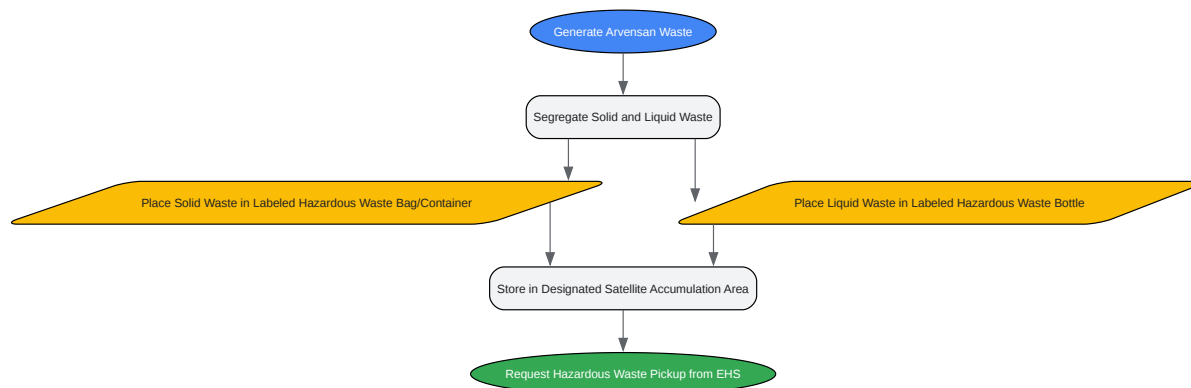 Generate Arvensan Waste
Segregate Solid and Liquid Waste
Place Solid Waste in Labeled Hazardous Waste Bag/Container
Place Liquid Waste in Labeled Hazardous Waste Bottle
Store in Designated Satellite Accumulation Area
Request Hazardous Waste Pickup from EHS